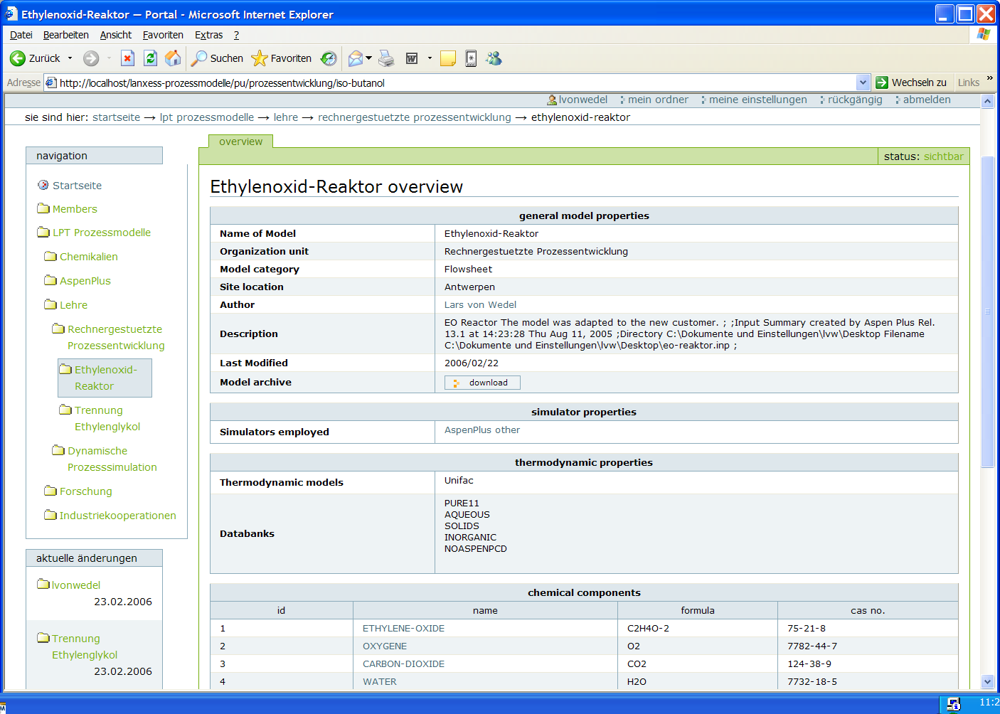 Ethylenoxid-Reaktor — Portal - Microsoft Internet Explorer
Datei Bearbeiten Ansicht Favoriten Extras ?
Zurück Suchen Favoriten
Adresse http://localhost/lanxess-prozessmodelle/pu/prozessentwicklung/iso-butanol Wechseln zu Links »
lvonwedel mein ordner meine einstellungen rückgängig abmelden
sie sind hier: startseite → lpt prozessmodelle → lehre → rechnergestuetzte prozessentwicklung → ethylenoxid-reaktor
navigation
Startseite
Members
LPT Prozessmodelle
Chemikalien
AspenPlus
Lehre
Rechnergestuetzte
Prozessentwicklung
Ethylenoxid-
Reaktor
Trennung
Ethylenglykol
Dynamische
Prozesssimulation
Forschung
Industriekooperationen
aktuelle änderungen
lvonwedel
23.02.2006
Trennung
Ethylenglykol
23.02.2006
overview
status: sichtbar
Ethylenoxid-Reaktor overview
general model properties
Name of Model Ethylenoxid-Reaktor
Organization unit Rechnergestuetzte Prozessentwicklung
Model category Flowsheet
Site location Antwerpen
Author Lars von Wedel
Description EO Reactor The model was adapted to the new customer. ; ;Input Summary created by Aspen Plus Rel.
13.1 at 14:23:28 Thu Aug 11, 2005 ;Directory C:\Dokumente und Einstellungen\lvw\Desktop Filename
C:\Dokumente und Einstellungen\lvw\Desktop\eo-reaktor.inp ;
Last Modified 2006/02/22
Model archive download
simulator properties
Simulators employed AspenPlus other
thermodynamic properties
Thermodynamic models Unifac
Databanks PURE11
AQUEOUS
SOLIDS
INORGANIC
NOASPENPCD
chemical components
id name formula cas no.
1 ETHYLENE-OXIDE C2H4O-2 75-21-8
2 OXYGENE O2 7782-44-7
3 CARBON-DIOXIDE CO2 124-38-9
4 WATER H2O 7732-18-5